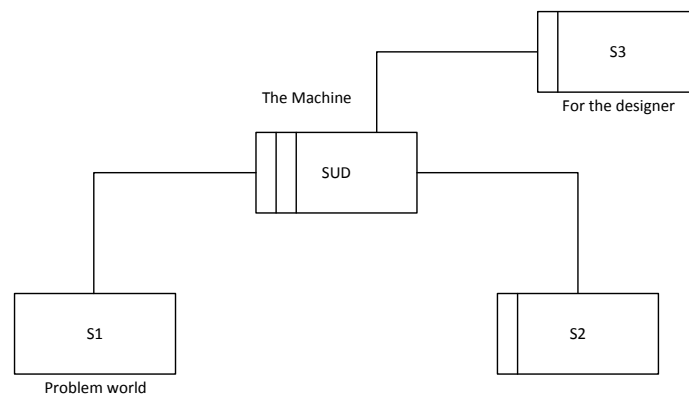 S3
For the designer
The Machine
SUD
S1
Problem world
S2